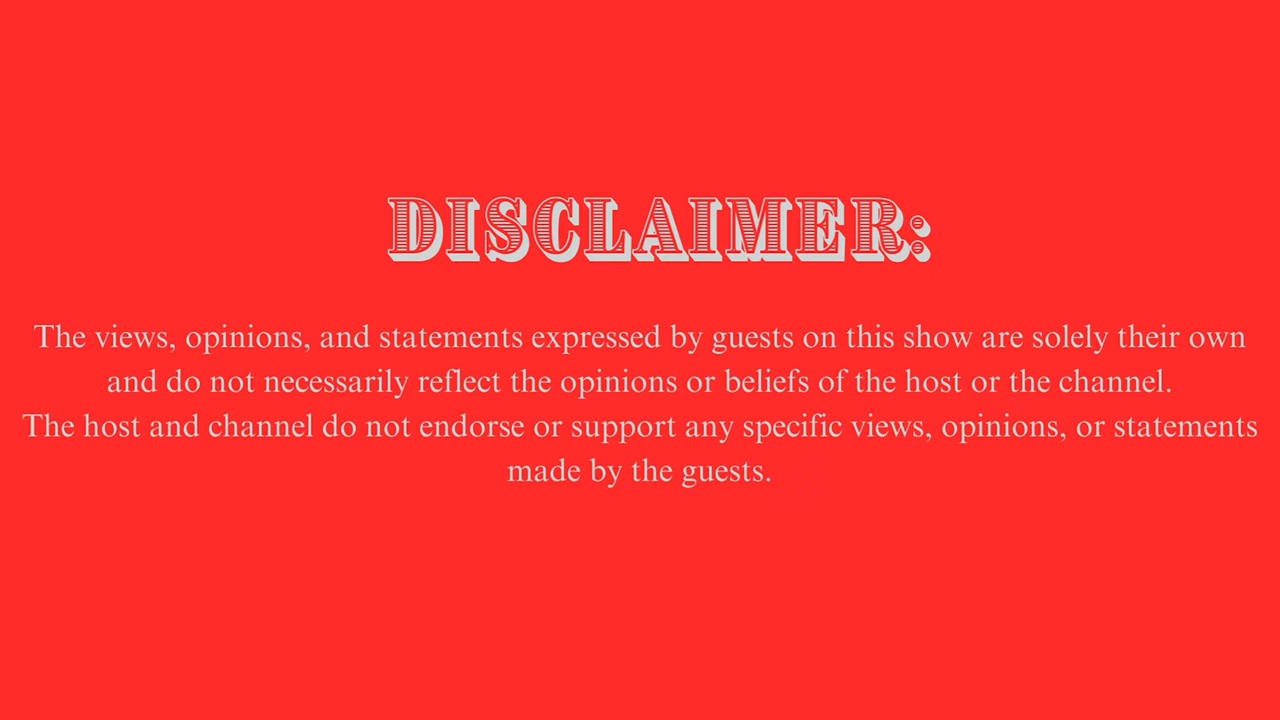 DISCLAIMER:
The views, opinions, and statements expressed by guests on this show are solely their own
and do not necessarily reflect the opinions or beliefs of the host or the channel.
The host and channel do not endorse or support any specific views, opinions, or statements
made by the guests.